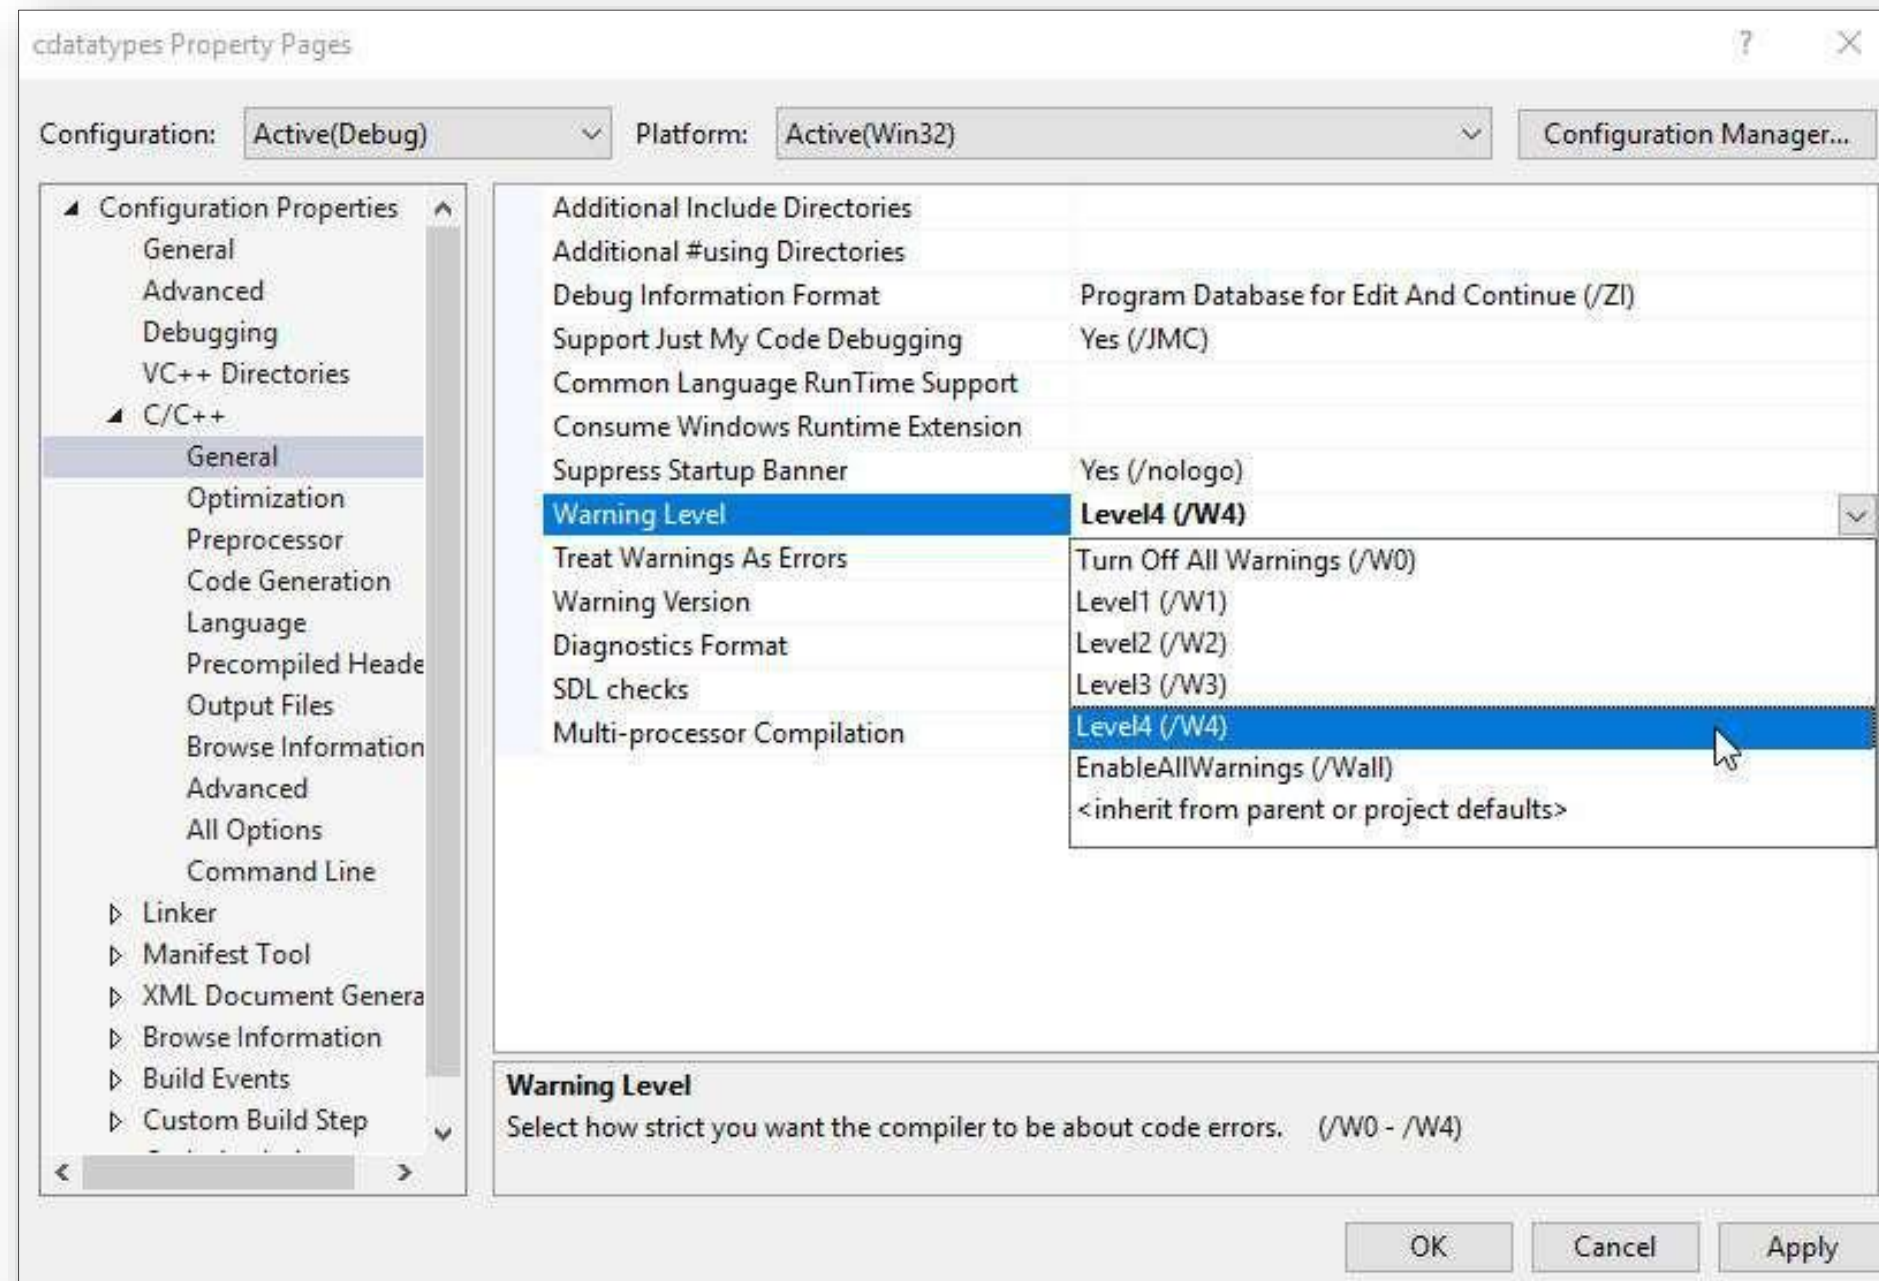 cdatatypes Property Pages
Configuration: Active(Debug) Platform: Active(Win32) Configuration Manager...
Configuration Properties
General
Advanced
Debugging
VC++ Directories
C/C++
General
Optimization
Preprocessor
Code Generation
Language
Precompiled Heade
Output Files
Browse Information
Advanced
All Options
Command Line
Linker
Manifest Tool
XML Document Genera
Browse Information
Build Events
Custom Build Step
Additional Include Directories
Additional #using Directories
Debug Information Format Program Database for Edit And Continue (/ZI)
Support Just My Code Debugging Yes (/JMC)
Common Language RunTime Support
Consume Windows Runtime Extension
Suppress Startup Banner Yes (/nologo)
Warning Level Level4 (/W4)
Treat Warnings As Errors
Warning Version
Diagnostics Format
SDL checks
Multi-processor Compilation
Turn Off All Warnings (/W0)
Level1 (/W1)
Level2 (/W2)
Level3 (/W3)
Level4 (/W4)
EnableAllWarnings (/Wall)
<inherit from parent or project defaults>
Warning Level
Select how strict you want the compiler to be about code errors. (/W0 - /W4)
OK Cancel Apply